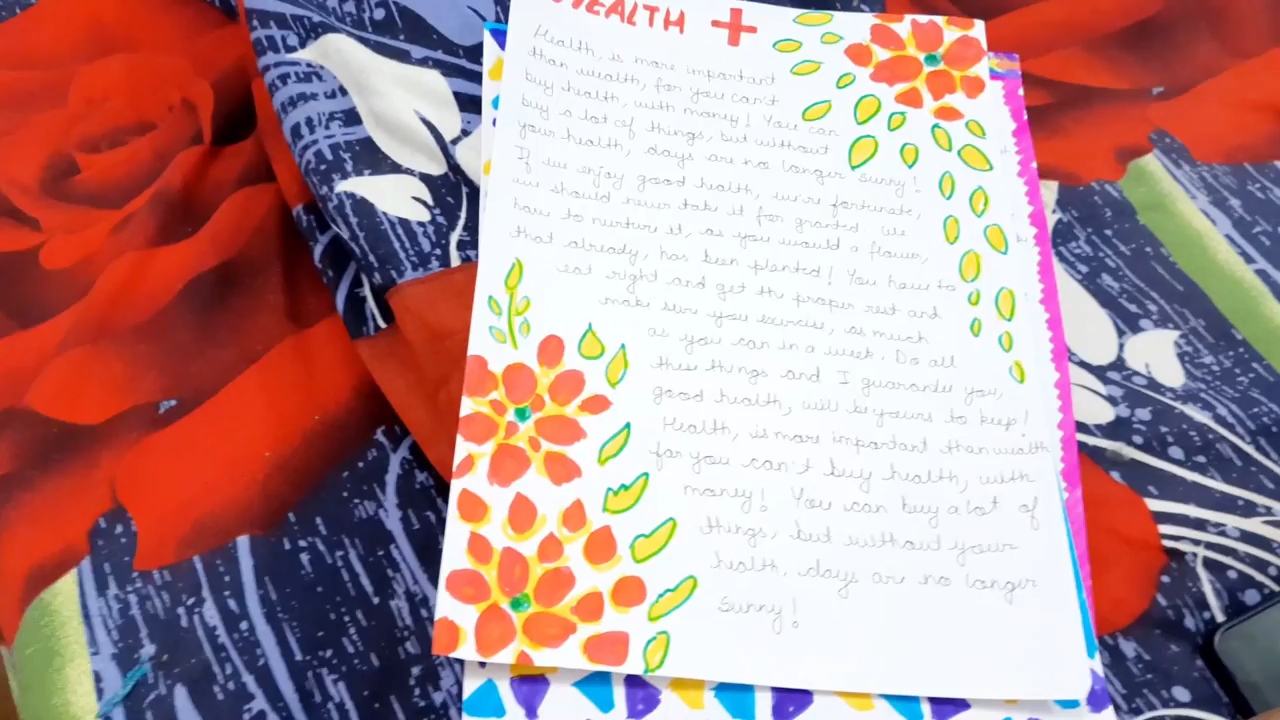 HEALTH +
Health, is more important
than wealth, for you can't
buy health, with money! You can
buy a lot of things, but without
your health, days are no longer sunny!
If we enjoy good health, we're fortunate,
we should never take it for granted we
have to nurture it, as you would a flower,
that already, has been planted! You have to
eat right and get the proper rest and
make sure you exercise, as much
as you can in a week. Do all
these things and I guarantee you,
good health, will be yours to keep!
Health, is more important than wealth
for you can't buy health, with
money! You can buy a lot of
things, but without your
health, days are no longer
sunny!